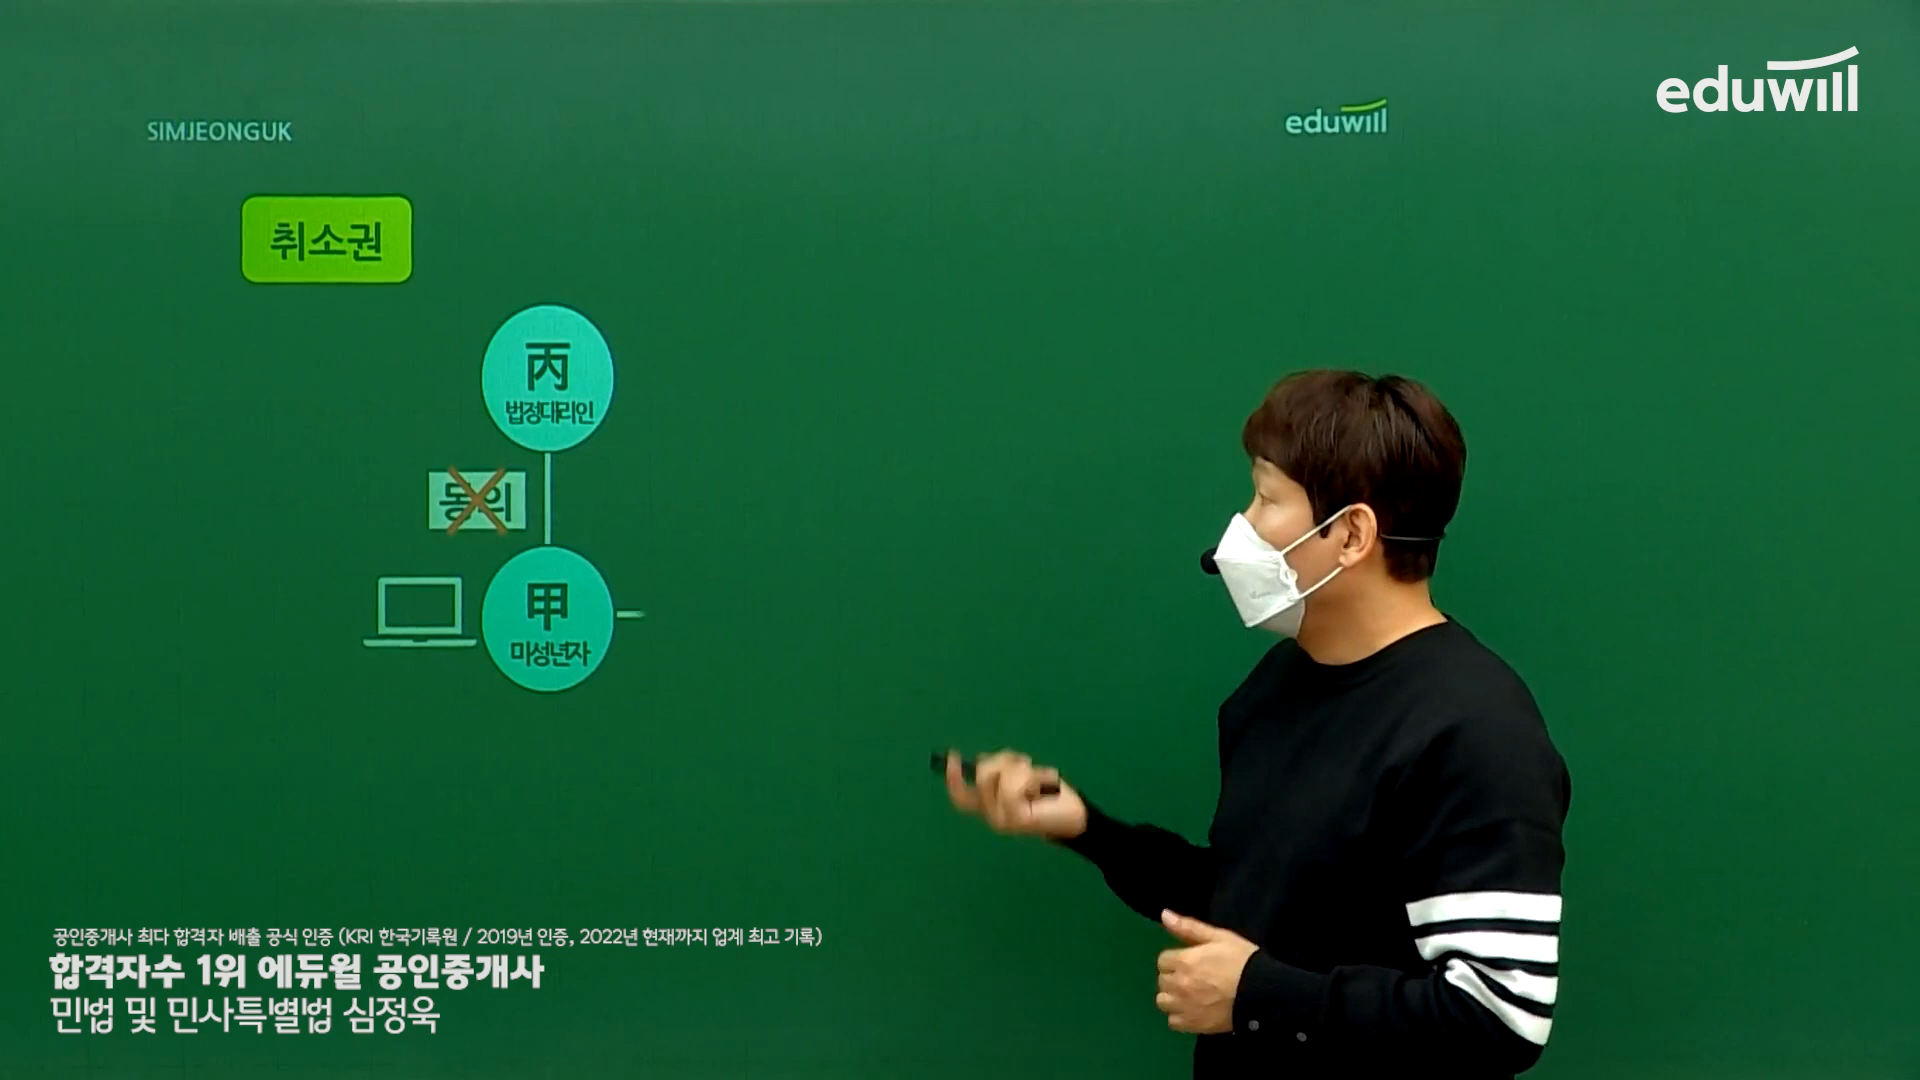 eduwill
SIMJEONGUK
eduwill
취소권
丙
법정대리인
동의
甲
미성년자
공인중개사 최다 합격자 배출 공식 인증 (KRI 한국기록원 / 2019년 인증, 2022년 현재까지 업계 최고 기록)
합격자수 1위 에듀윌 공인중개사
민법 및 민사특별법 심정욱